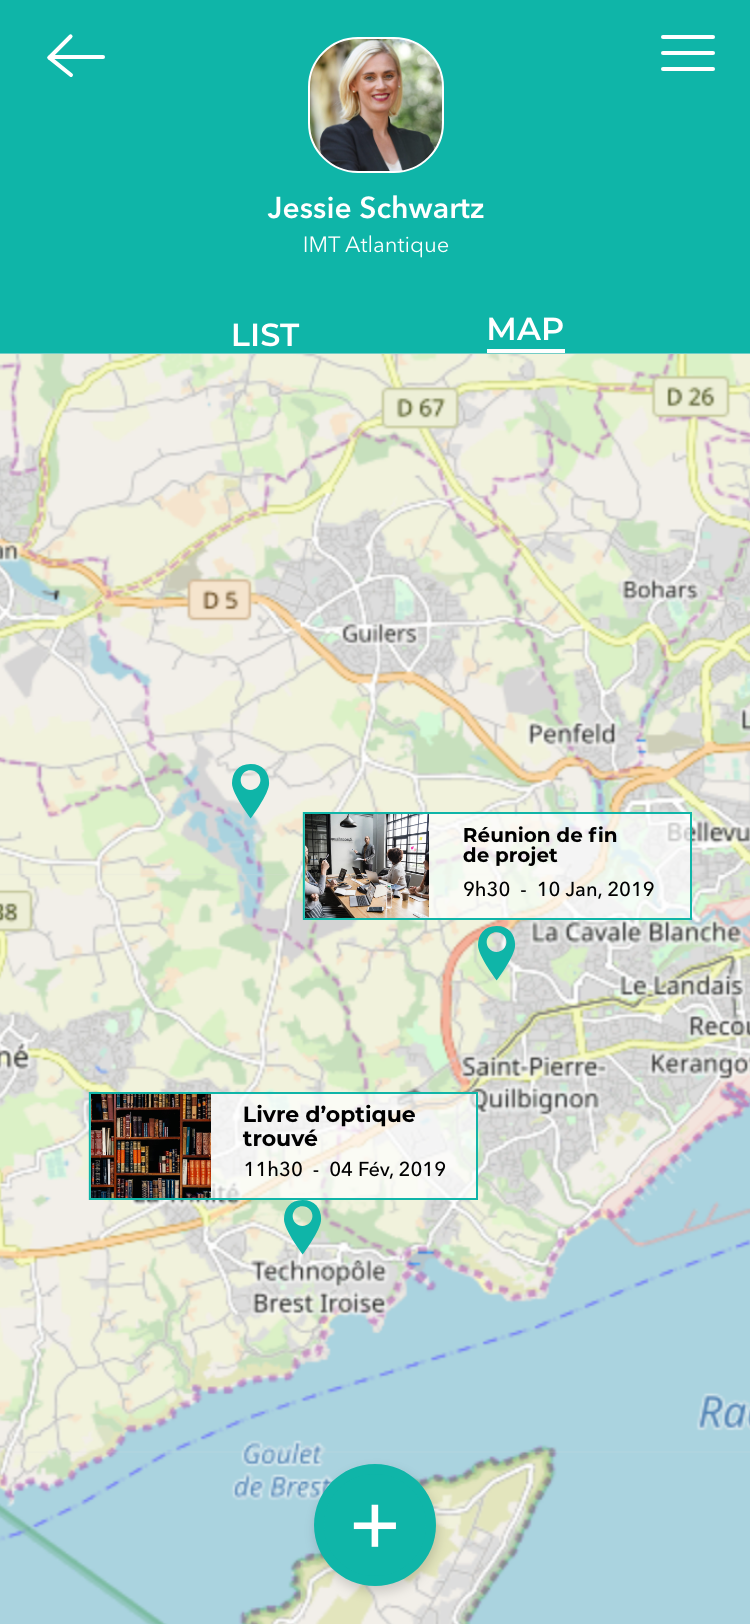 Jessie Schwartz
IMT Atlantique
LIST
MAP
D 26
D 67
D 5
Bohars
Guilers
Penfeld
Réunion de fin
de projet
9h30 - 10 Jan, 2019
Bellevu
38
La Cavale Blanche
Le Landais
Recou
né
Saint-Pierre-
Quilbignon
Kerango
Livre d'optique
trouvé
11h30 - 04 Fév, 2019
Technopôle
Brest Iroise
Goulet
de Brest